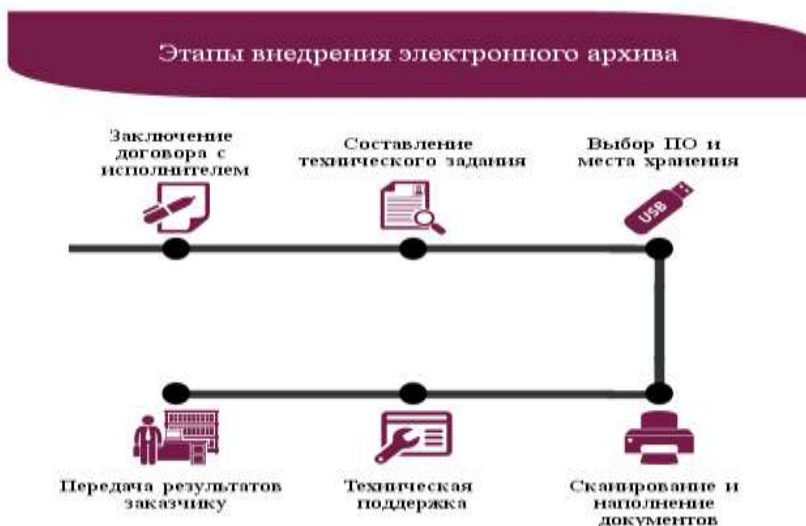 Этапы внедрения электронного архива
Заключение
договора с
исполнителем
Составление
технического задания
Выбор ПО и
места хранения
USB
Передача результатов
заказчику
Техническая
поддержка
Сканирование и
наполнение
документов